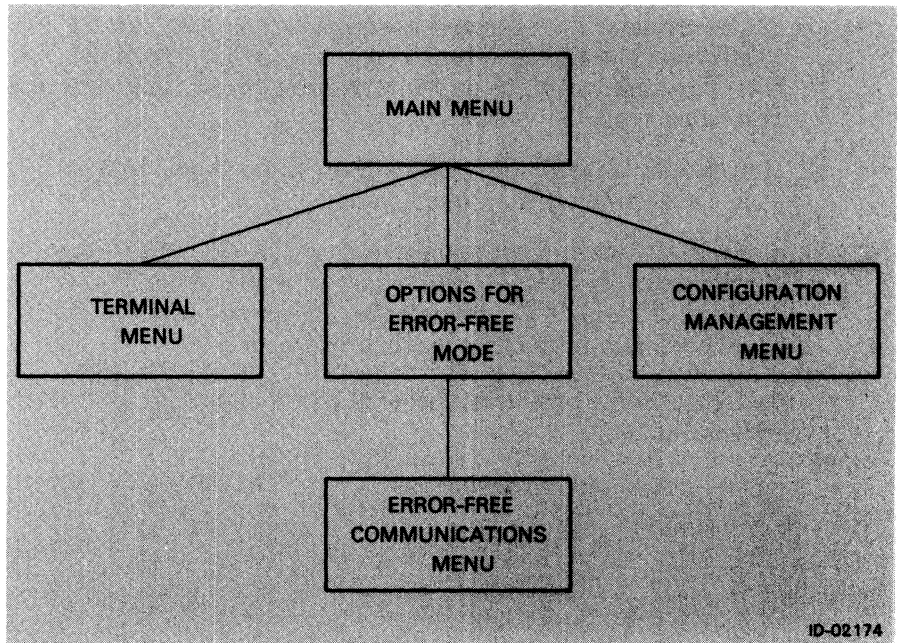 MAIN MENU
TERMINAL
MENU
OPTIONS FOR
ERROR-FREE
MODE
CONFIGURATION
MANAGEMENT
MENU
ERROR-FREE
COMMUNICATIONS
MENU
ID-02174